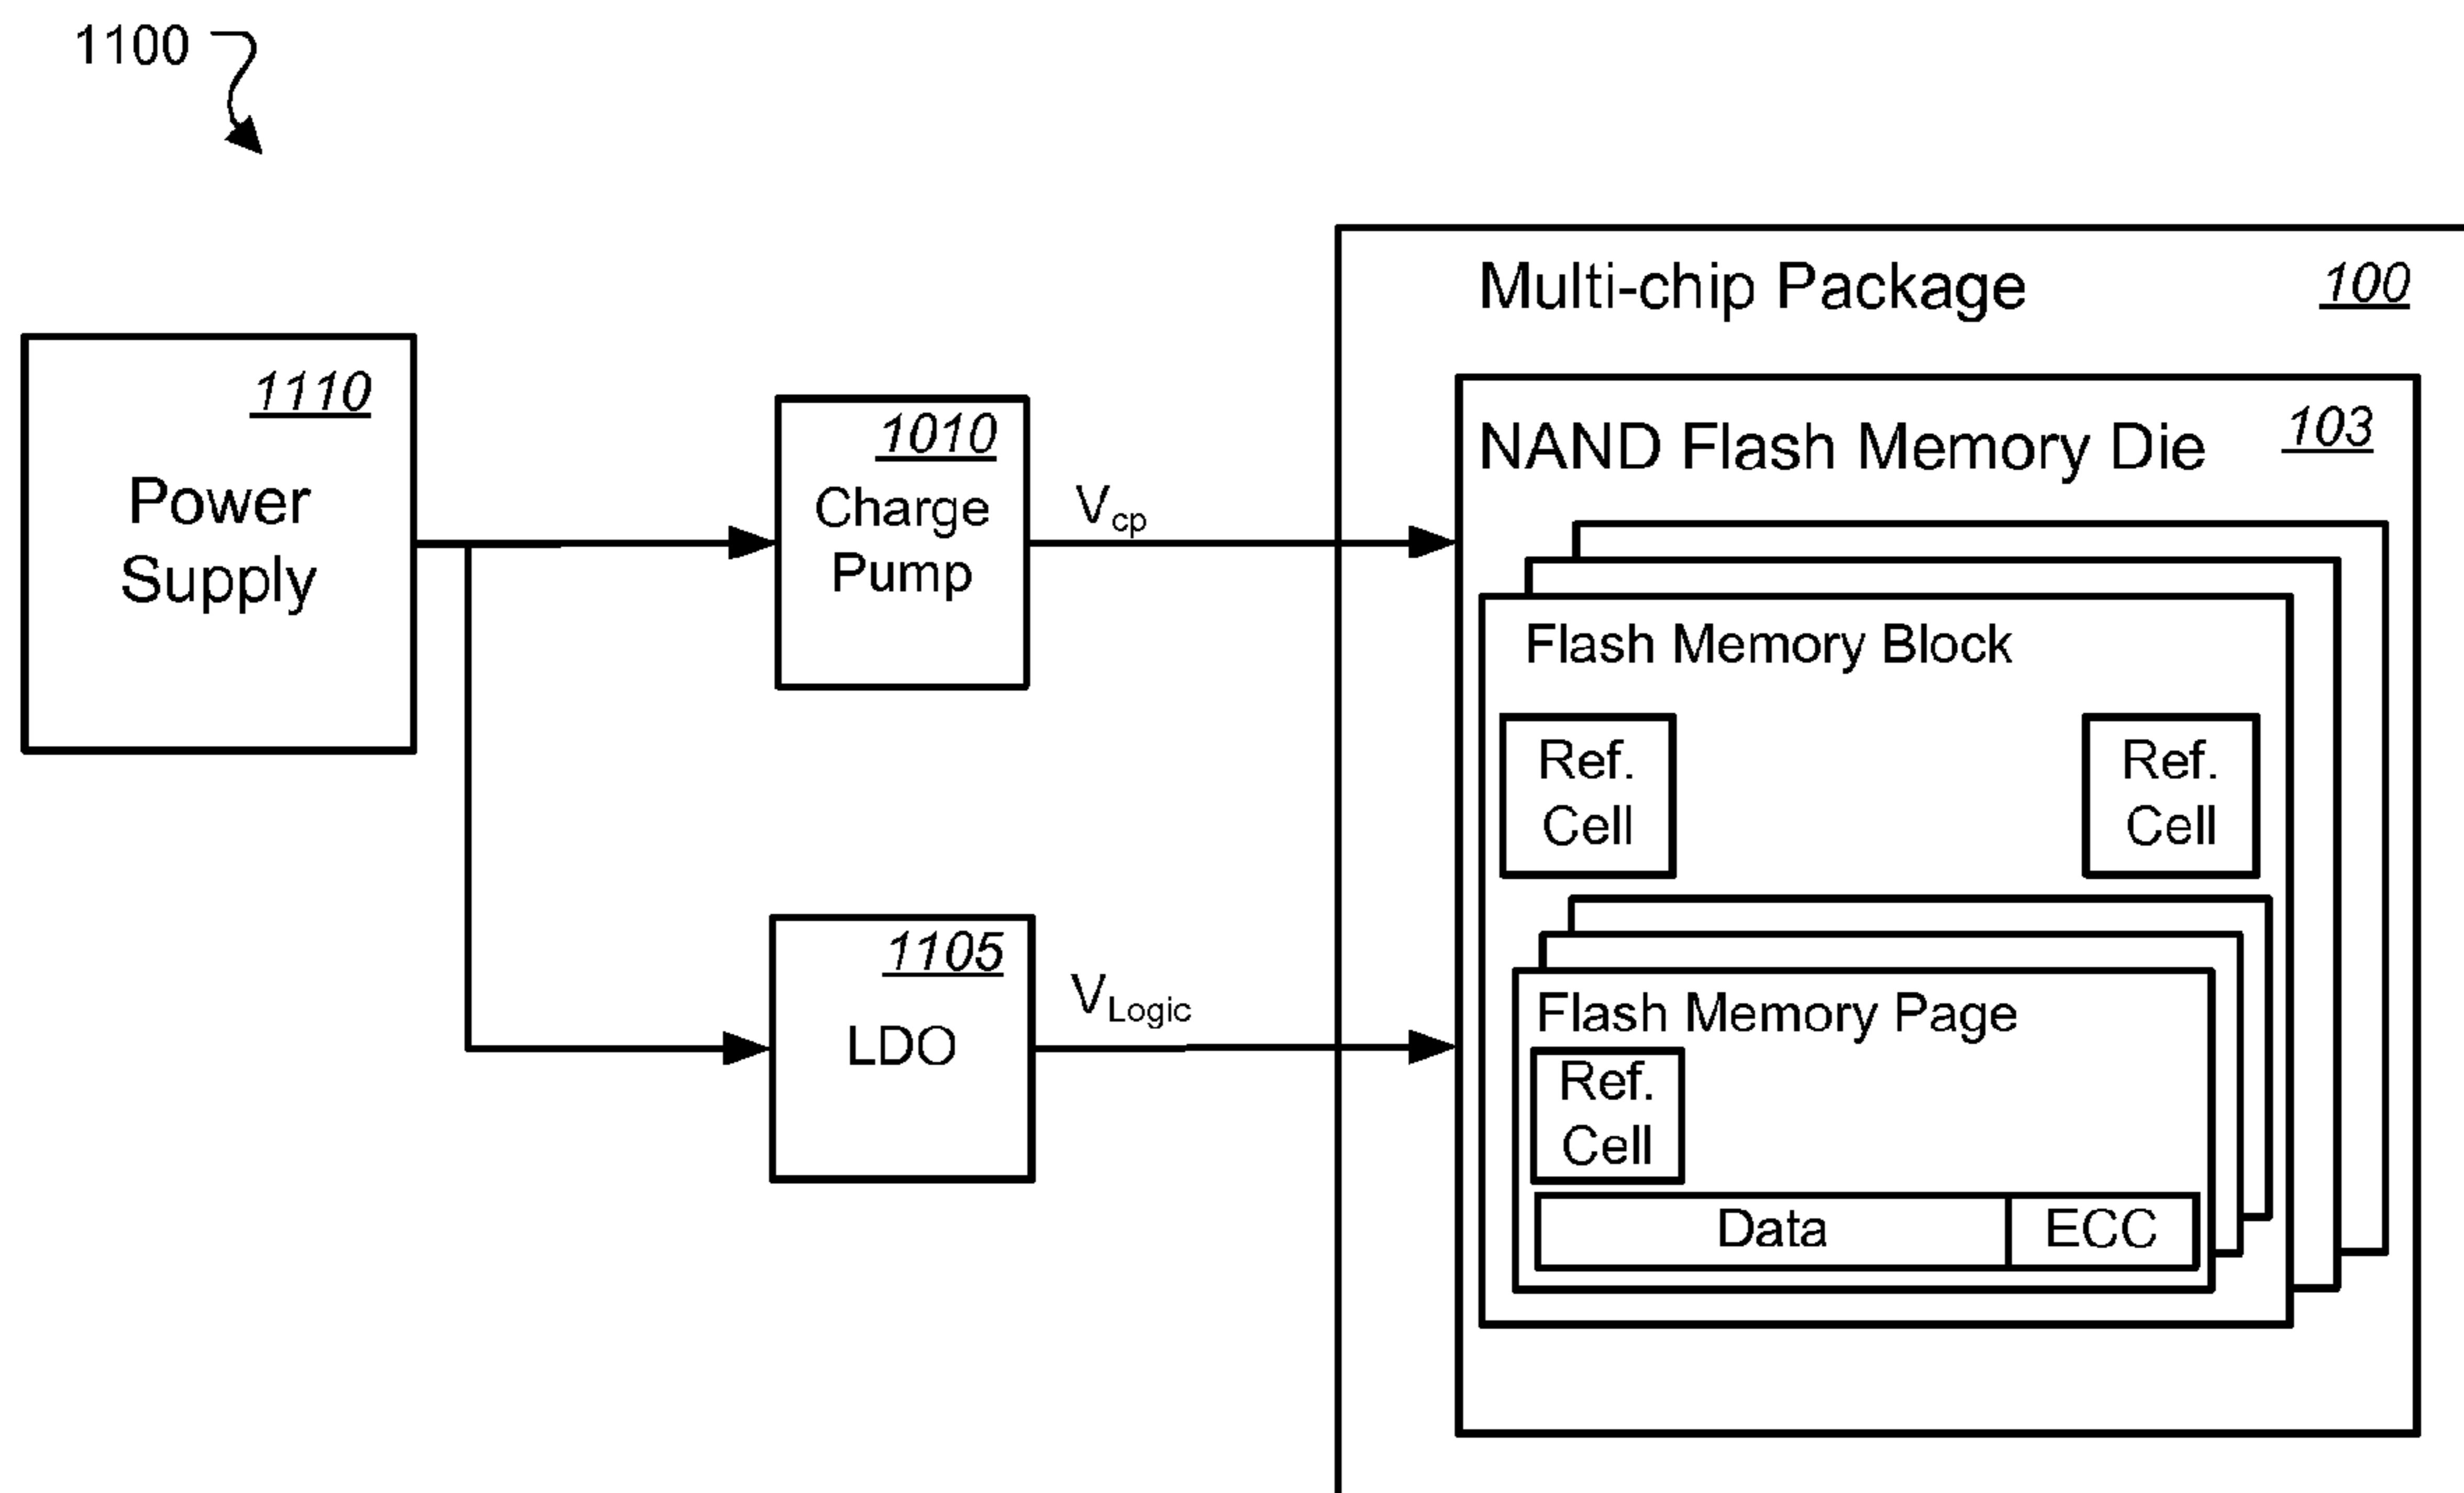 1100
Multi-chip Package 100
1110
Power
Supply
1010
Charge
Pump
Vcp
NAND Flash Memory Die 103
Flash Memory Block
Ref.
Cell
Ref.
Cell
1105
LDO
VLogic
Flash Memory Page
Ref.
Cell
Data
ECC